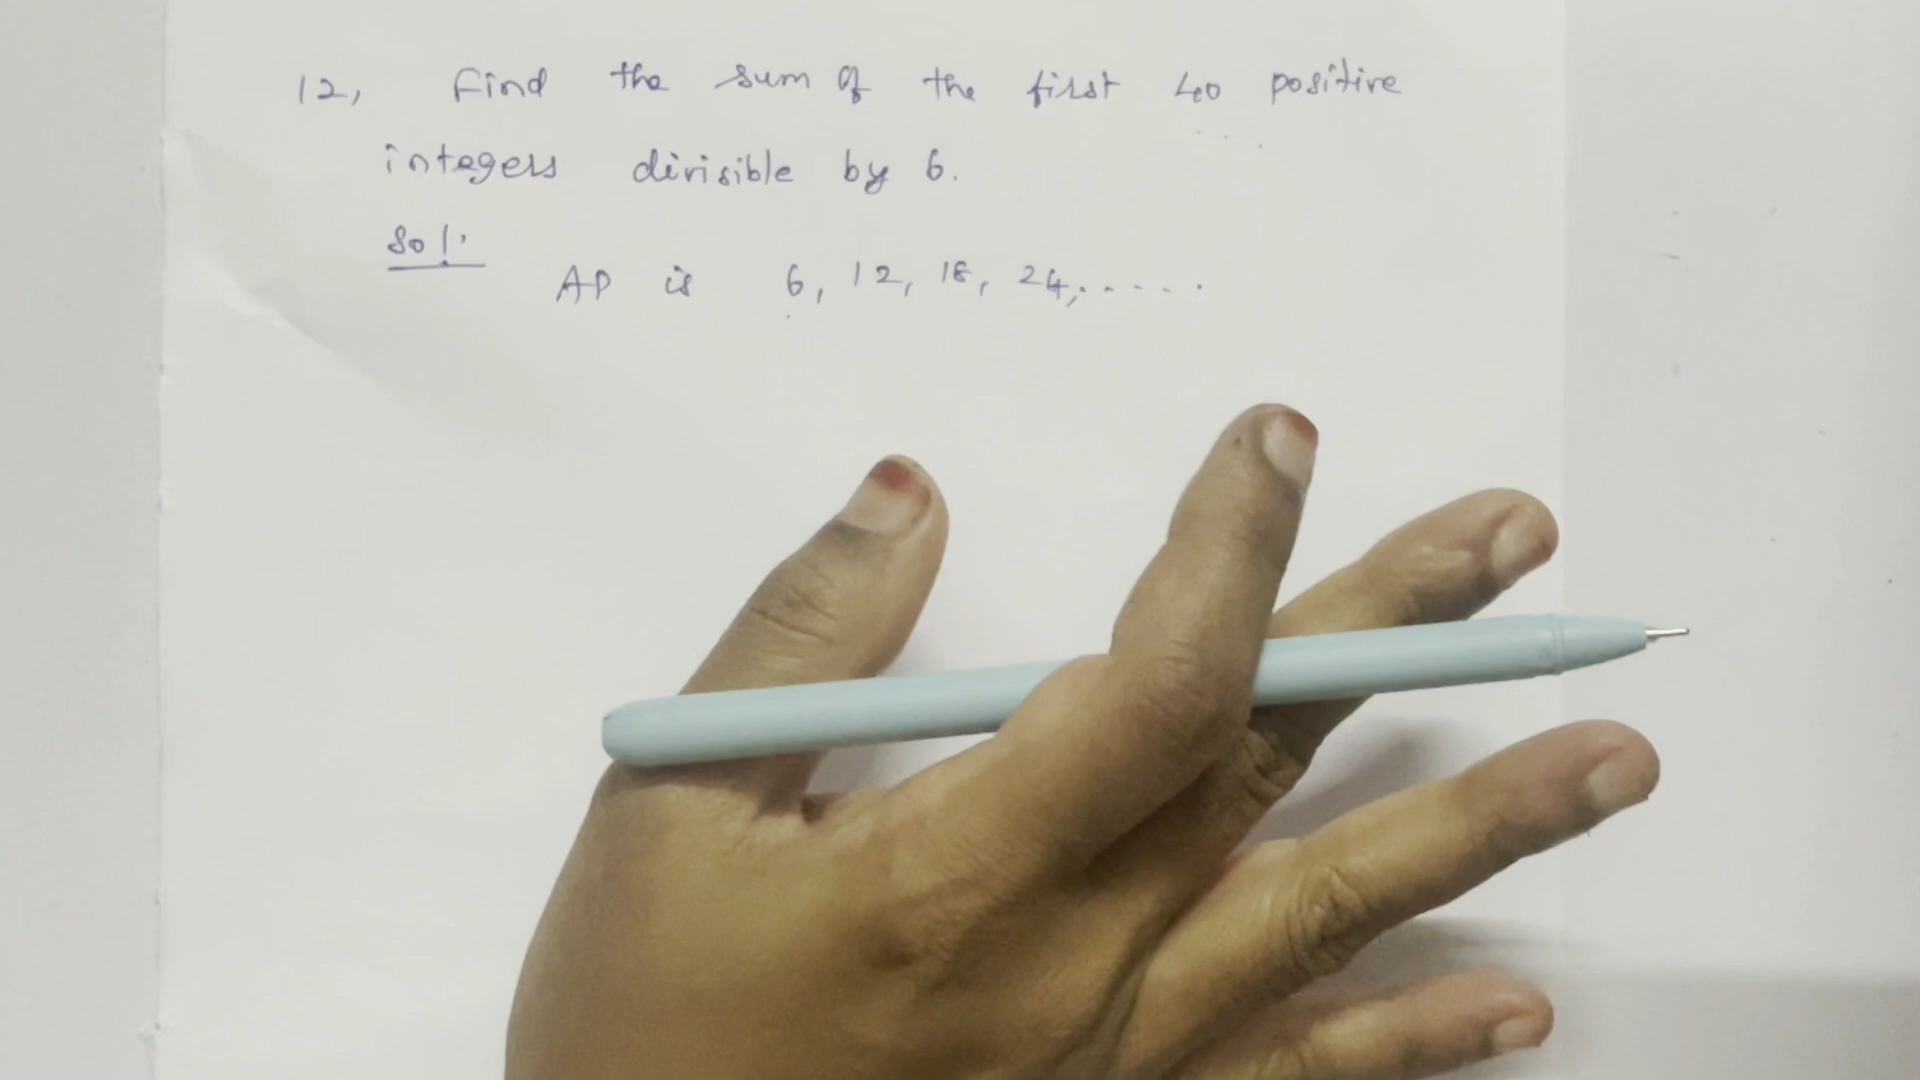 12, Find the sum of the first 40 positive
integers divisible by 6.
Sol:
AP is 6, 12, 18, 24,.....